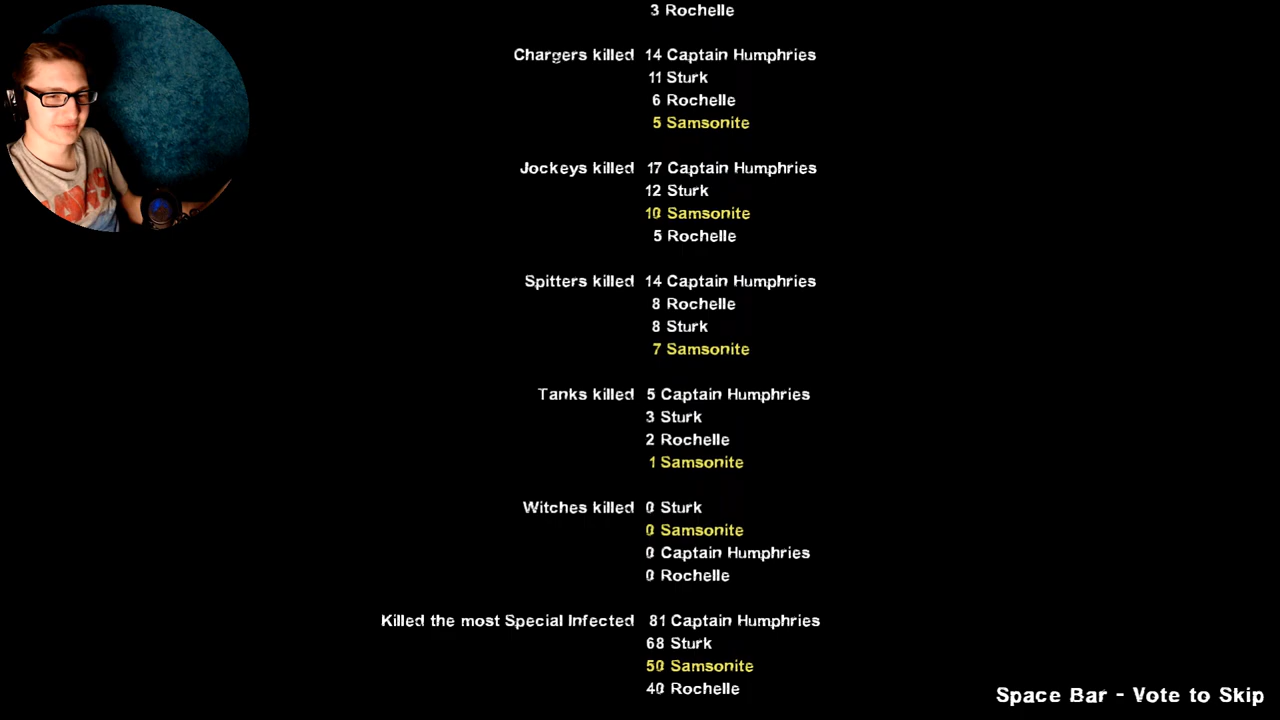 3 Rochelle
Chargers killed 14 Captain Humphries
11 Sturk
6 Rochelle
5 Samsonite
Jockeys killed 17 Captain Humphries
12 Sturk
10 Samsonite
5 Rochelle
Spitters killed 14 Captain Humphries
8 Rochelle
8 Sturk
7 Samsonite
Tanks killed 5 Captain Humphries
3 Sturk
2 Rochelle
1 Samsonite
Witches killed 0 Sturk
0 Samsonite
0 Captain Humphries
0 Rochelle
Killed the most Special Infected 81 Captain Humphries
68 Sturk
50 Samsonite
40 Rochelle
Space Bar - Vote to Skip